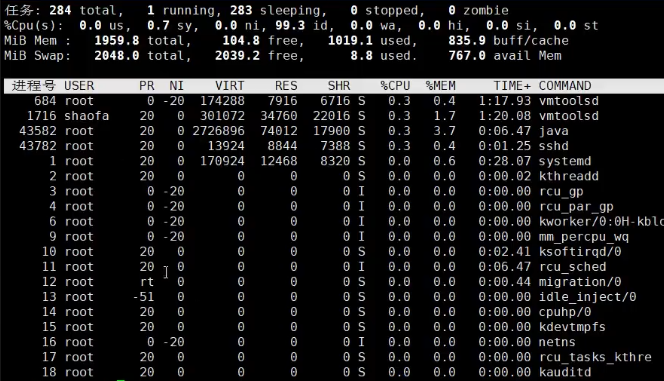 任务: 284 total,   1 running, 283 sleeping,   0 stopped,   0 zombie
%Cpu(s):  0.0 us,  0.7 sy,  0.0 ni, 99.3 id,  0.0 wa,  0.0 hi,  0.0 si,  0.0 st
MiB Mem :   1959.8 total,    104.8 free,   1019.1 used,    835.9 buff/cache
MiB Swap:   2048.0 total,   2039.2 free,      8.8 used.    767.0 avail Mem
进程号 USER      PR  NI    VIRT    RES    SHR   %CPU  %MEM     TIME+ COMMAND
684 root       0 -20  174288   7916   6716 S   0.3   0.4   1:17.93 vmtoolsd
1716 shaofa    20   0  301072  34760  22016 S   0.3   1.7   1:20.08 vmtoolsd
43582 root      20   0 2726896  74012  17900 S   0.3   3.7   0:06.47 java
43782 root      20   0   13924   8844   7388 S   0.3   0.4   0:01.25 sshd
1 root      20   0  170924  12468   8320 S   0.0   0.6   0:28.07 systemd
2 root      20   0       0      0      0 S   0.0   0.0   0:00.02 kthreadd
3 root       0 -20       0      0      0 I   0.0   0.0   0:00.00 rcu_gp
4 root       0 -20       0      0      0 I   0.0   0.0   0:00.00 rcu_par_gp
6 root       0 -20       0      0      0 I   0.0   0.0   0:00.00 kworker/0:0H-kblo
9 root       0 -20       0      0      0 I   0.0   0.0   0:00.00 mm_percpu_wq
10 root      20   0       0      0      0 S   0.0   0.0   0:02.41 ksoftirqd/0
11 root      20   0       0      0      0 I   0.0   0.0   0:06.47 rcu_sched
12 root      rt   0       0      0      0 S   0.0   0.0   0:00.44 migration/0
13 root     -51   0       0      0      0 S   0.0   0.0   0:00.00 idle_inject/0
14 root      20   0       0      0      0 S   0.0   0.0   0:00.00 cpuhp/0
15 root      20   0       0      0      0 S   0.0   0.0   0:00.00 kdevtmpfs
16 root       0 -20       0      0      0 I   0.0   0.0   0:00.00 netns
17 root      20   0       0      0      0 S   0.0   0.0   0:00.00 rcu_tasks_kthre
18 root      20   0       0      0      0 S   0.0   0.0   0:00.00 kauditd